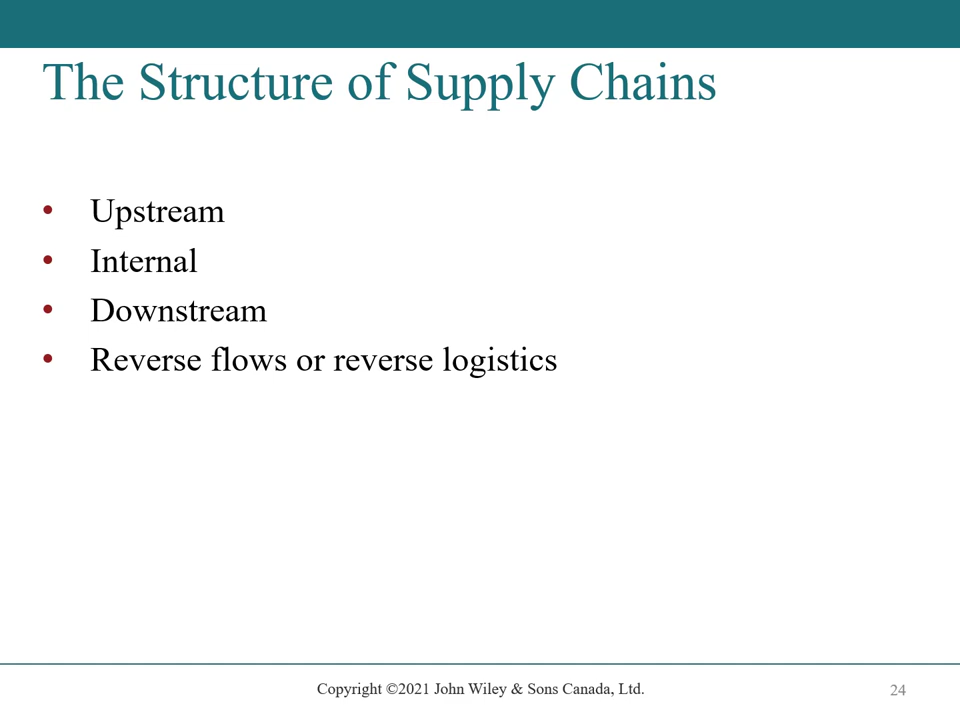 The Structure of Supply Chains
• Upstream
• Internal
• Downstream
• Reverse flows or reverse logistics
Copyright ©2021 John Wiley & Sons Canada, Ltd.
24